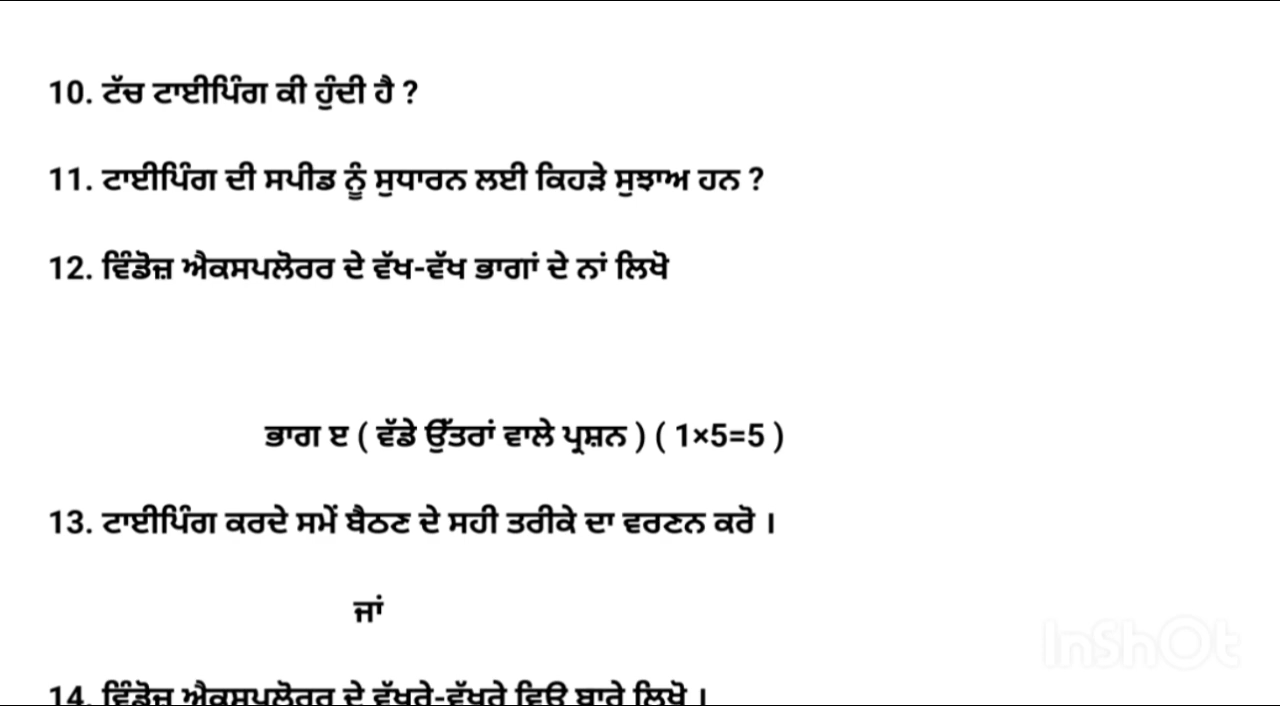 10. ਟੱਚ ਟਾਈਪਿੰਗ ਕੀ ਹੁੰਦੀ ਹੈ ?
11. ਟਾਈਪਿੰਗ ਦੀ ਸਪੀਡ ਨੂੰ ਸੁਧਾਰਨ ਲਈ ਕਿਹੜੇ ਸੁਝਾਅ ਹਨ ?
12. ਵਿੰਡੋਜ਼ ਐਕਸਪਲੋਰਰ ਦੇ ਵੱਖ-ਵੱਖ ਭਾਗਾਂ ਦੇ ਨਾਂ ਲਿਖੋ
ਭਾਗ ੲ ( ਵੱਡੇ ਉੱਤਰਾਂ ਵਾਲੇ ਪ੍ਰਸ਼ਨ ) ( 1×5=5 )
13. ਟਾਈਪਿੰਗ ਕਰਦੇ ਸਮੇਂ ਬੈਠਣ ਦੇ ਸਹੀ ਤਰੀਕੇ ਦਾ ਵਰਣਨ ਕਰੋ ।
ਜਾਂ
14. ਵਿੰਡੋਜ਼ ਐਕਸਪਲੋਰਰ ਦੇ ਵੱਖਰੇ-ਵੱਖਰੇ ਵਿਊ ਬਾਰੇ ਲਿਖੋ ।
InShOt